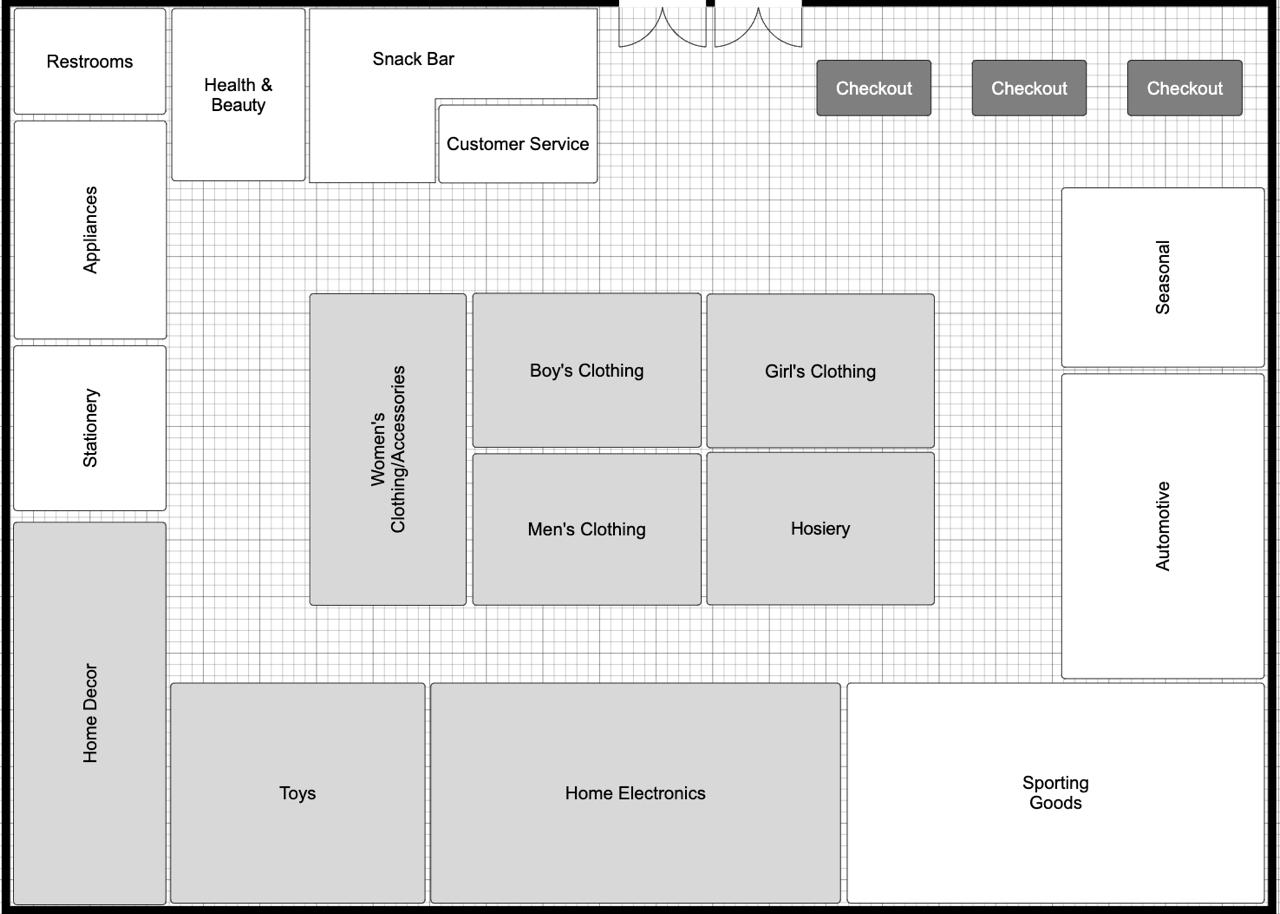 Restrooms
Health &
Beauty
Snack Bar
Customer Service
Checkout
Checkout
Checkout
Appliances
Seasonal
Stationery
Women's
Clothing/Accessories
Boy's Clothing
Girl's Clothing
Men's Clothing
Hosiery
Automotive
Home Decor
Toys
Home Electronics
Sporting
Goods